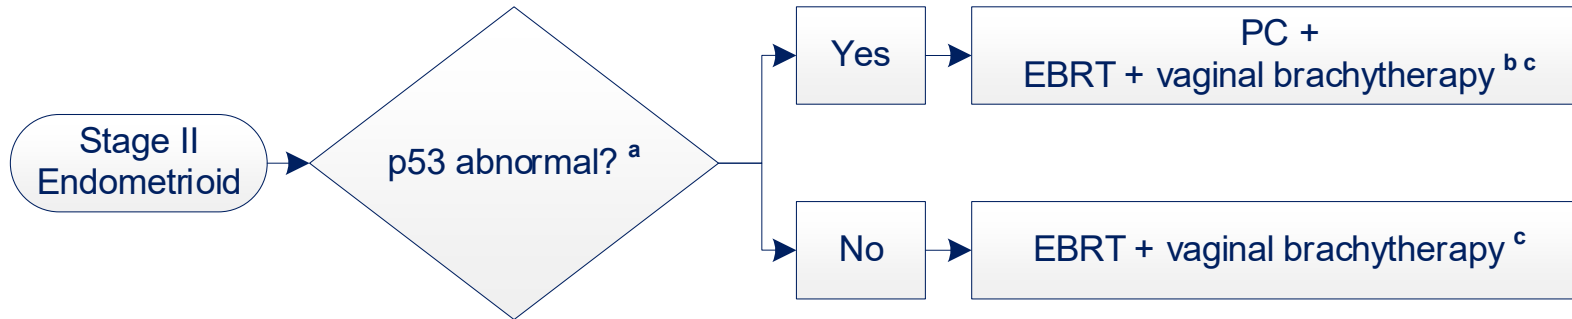 Stage II
Endometrioid
p53 abnormal? a
Yes
PC +
EBRT + vaginal brachytherapy b c
No
EBRT + vaginal brachytherapy c